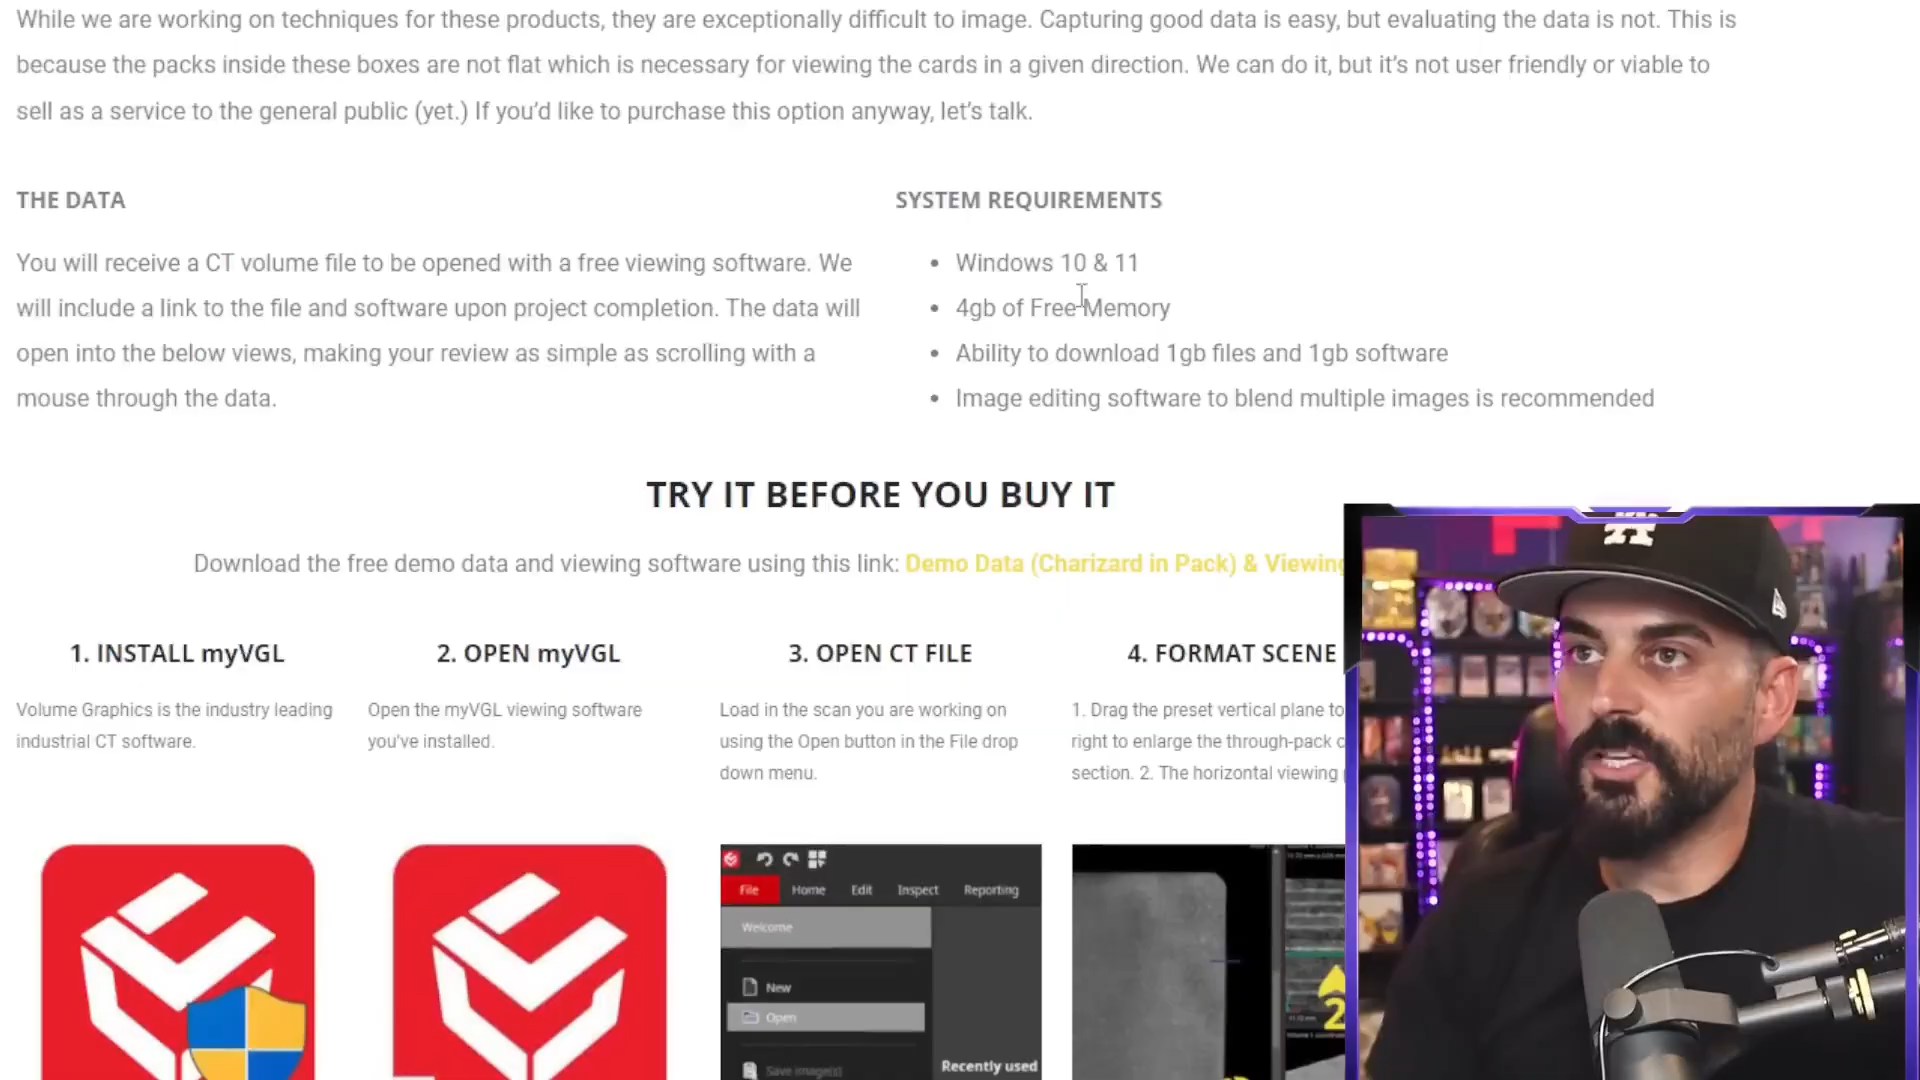 While we are working on techniques for these products, they are exceptionally difficult to image. Capturing good data is easy, but evaluating the data is not. This is
because the packs inside these boxes are not flat which is necessary for viewing the cards in a given direction. We can do it, but it's not user friendly or viable to
sell as a service to the general public (yet.) If you'd like to purchase this option anyway, let's talk.
THE DATA
You will receive a CT volume file to be opened with a free viewing software. We
will include a link to the file and software upon project completion. The data will
open into the below views, making your review as simple as scrolling with a
mouse through the data.
SYSTEM REQUIREMENTS
• Windows 10 & 11
• 4gb of Free Memory
• Ability to download 1gb files and 1gb software
• Image editing software to blend multiple images is recommended
TRY IT BEFORE YOU BUY IT
Download the free demo data and viewing software using this link: Demo Data (Charizard in Pack) & Viewing
1. INSTALL myVGL
Volume Graphics is the industry leading
industrial CT software.
2. OPEN myVGL
Open the myVGL viewing software
you've installed.
3. OPEN CT FILE
Load in the scan you are working on
using the Open button in the File drop
down menu.
4. FORMAT SCENE
1. Drag the preset vertical plane to
right to enlarge the through-pack
section. 2. The horizontal viewing
File Home Edit Inspect Reporting
Welcome
New
Open
Save image(s)
Recently used
2